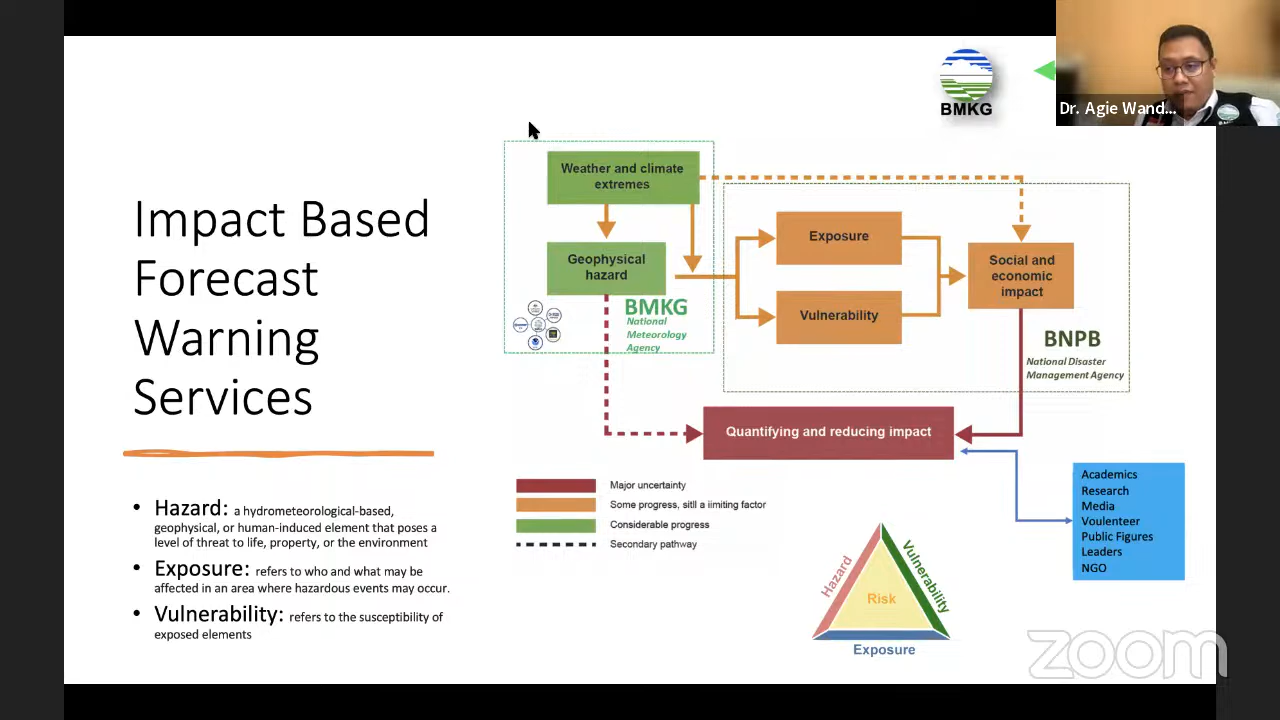 BMKG
Dr. Agie Wand...
Impact Based
Forecast
Warning
Services
Hazard: a hydrometeorological-based,
geophysical, or human-induced element that poses a
level of threat to life, property, or the environment
Exposure: refers to who and what may be
affected in an area where hazardous events may occur.
Vulnerability: refers to the susceptibility of
exposed elements
Weather and climate
extremes
Geophysical
hazard
BMKG
National
Meteorology
Agency
Exposure
Vulnerability
Social and
economic
impact
BNPB
National Disaster
Management Agency
Quantifying and reducing impact
Major uncertainty
Some progress, sitll a iimiting factor
Considerable progress
Secondary pathway
Academics
Research
Media
Voulenteer
Public Figures
Leaders
NGO
Hazard
Vulnerability
Risk
Exposure
zoom